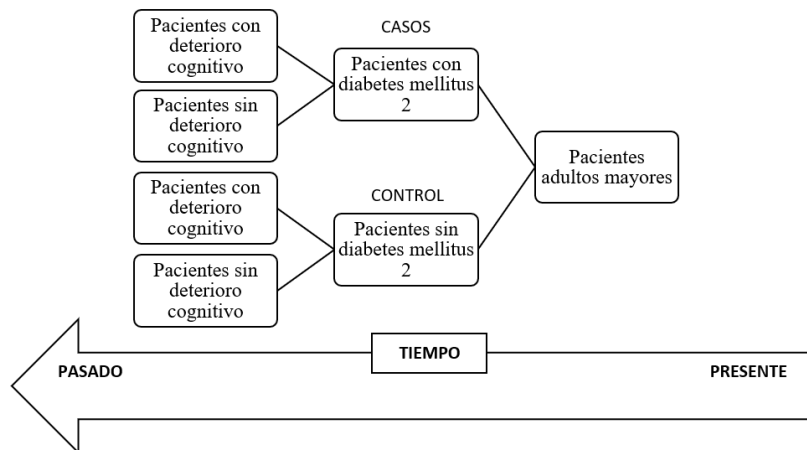 Pacientes con
deterioro
cognitivo
Pacientes sin
deterioro
cognitivo
Pacientes con
deterioro
cognitivo
Pacientes sin
deterioro
cognitivo
CASOS
Pacientes con
diabetes mellitus
2
CONTROL
Pacientes sin
diabetes mellitus
2
Pacientes
adultos mayores
PASADO
TIEMPO
PRESENTE